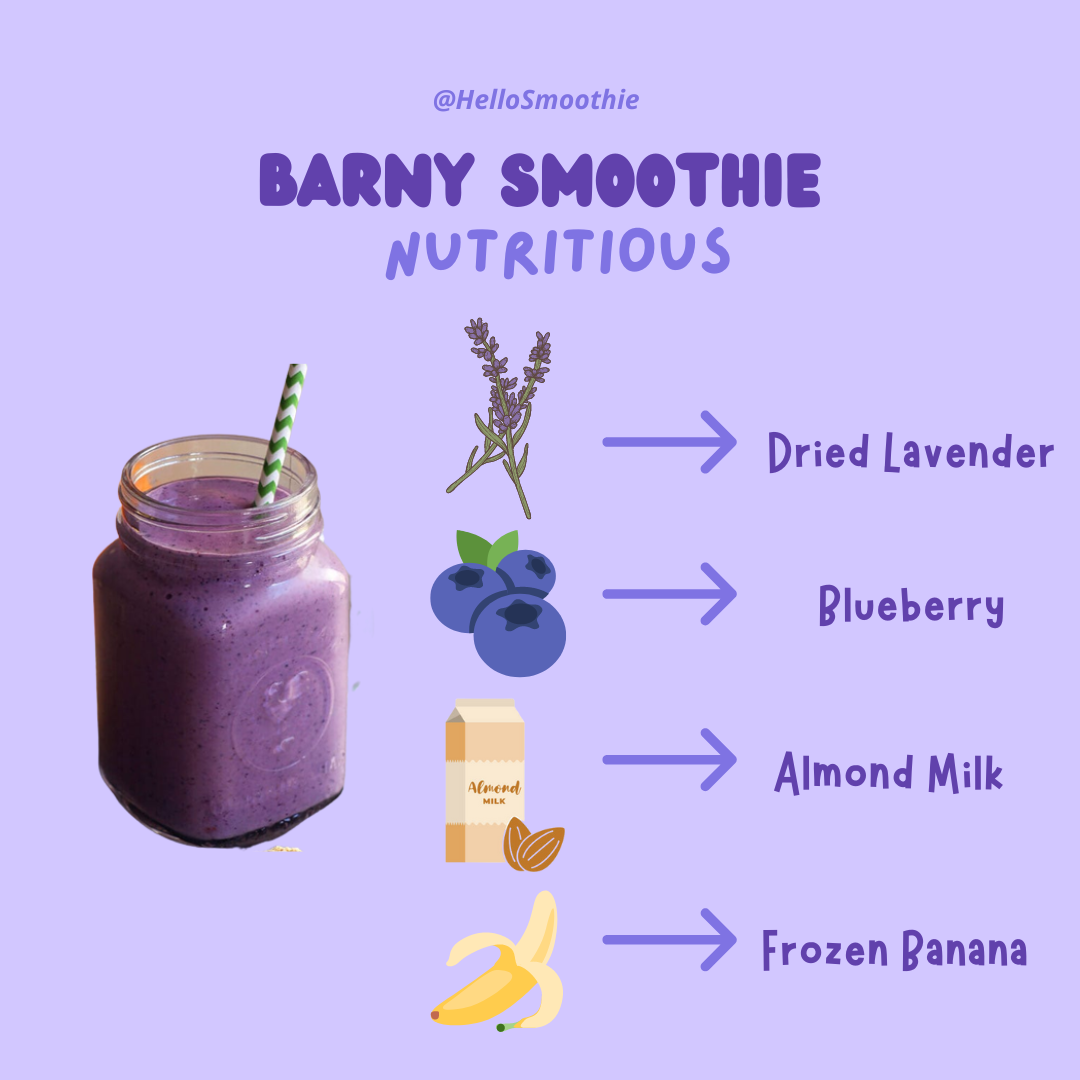 @HelloSmoothie
BARNY SMOOTHIE
NUTRITIOUS
Dried Lavender
Blueberry
Almond
MILK
Almond Milk
Frozen Banana